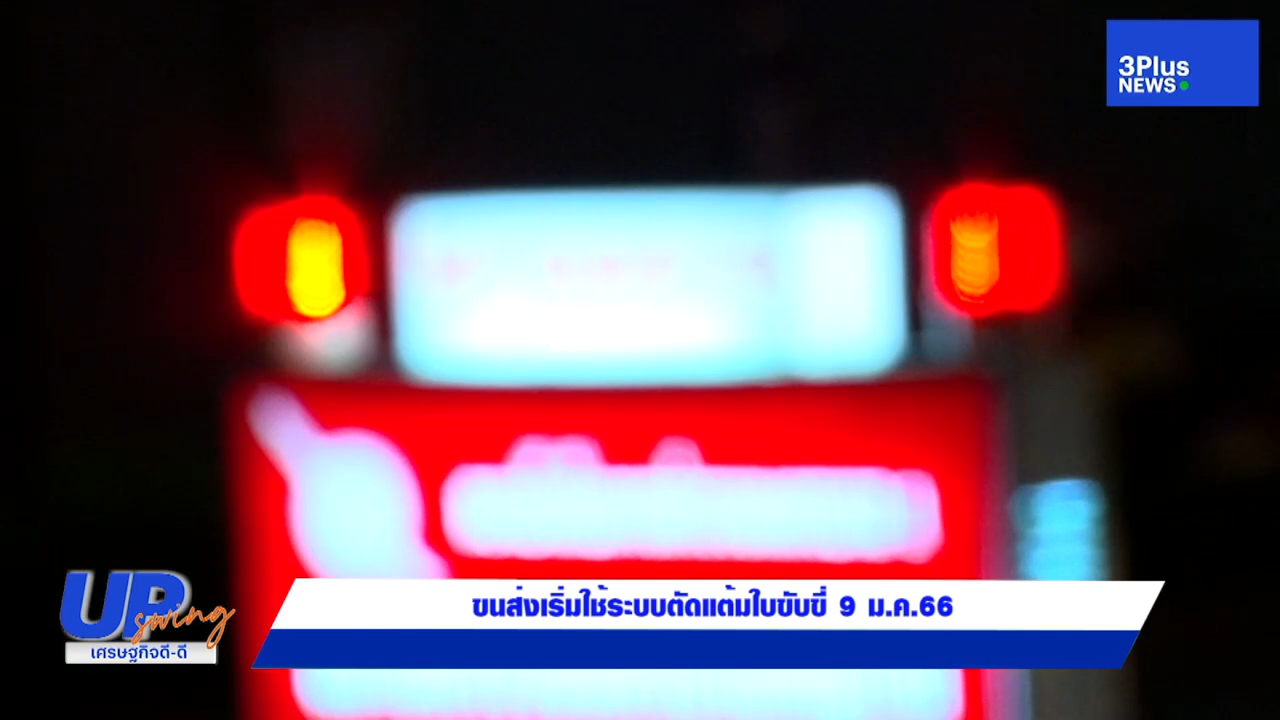 3Plus
NEWS
ขนส่งเริ่มใช้ระบบตัดแต้มใบขับขี่ 9 ม.ค.66
UP
swing
เศรษฐกิจดี-ดี